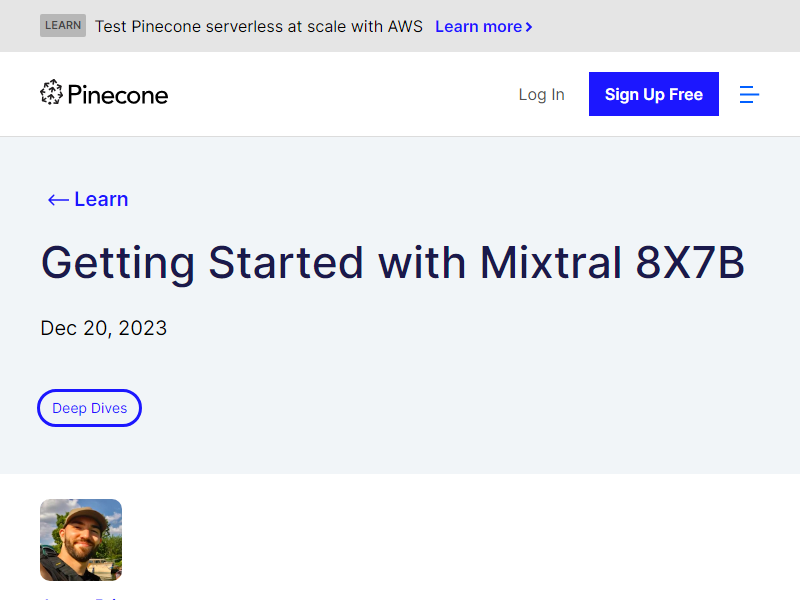 LEARN Test Pinecone serverless at scale with AWS Learn more
Pinecone Log In Sign Up Free
Learn
Getting Started with Mixtral 8X7B
Dec 20, 2023
Deep Dives